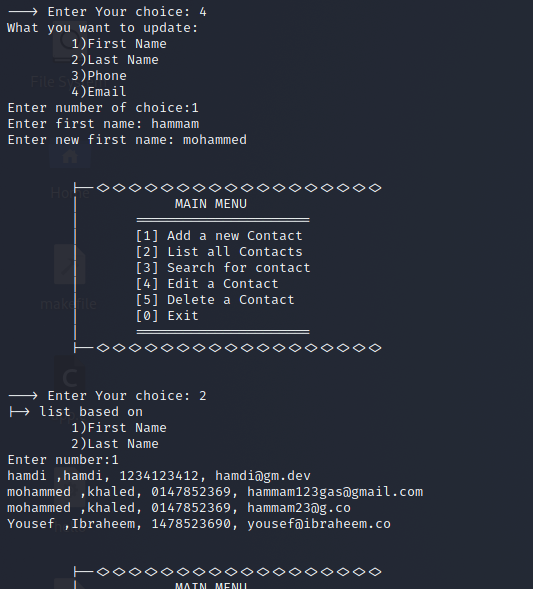 ---> Enter Your choice: 4
What you want to update:
1)First Name
2)Last Name
3)Phone
4)Email
Enter number of choice:1
Enter first name: hammam
Enter new first name: mohammed
├──<><><><><><><><><><><><><><><><><><>
MAIN MENU
======================
[1] Add a new Contact
[2] List all Contacts
[3] Search for contact
[4] Edit a Contact
[5] Delete a Contact
[0] Exit
======================
├──<><><><><><><><><><><><><><><><><><>
---> Enter Your choice: 2
|--> list based on
1)First Name
2)Last Name
Enter number:1
hamdi ,hamdi, 1234123412, hamdi@gm.dev
mohammed ,khaled, 0147852369, hammam123gas@gmail.com
mohammed ,khaled, 0147852369, hammam23@g.co
Yousef ,Ibraheem, 1478523690, yousef@ibraheem.co
├──<><><><><><><><><><><><><><><><><><>
MAIN MENU